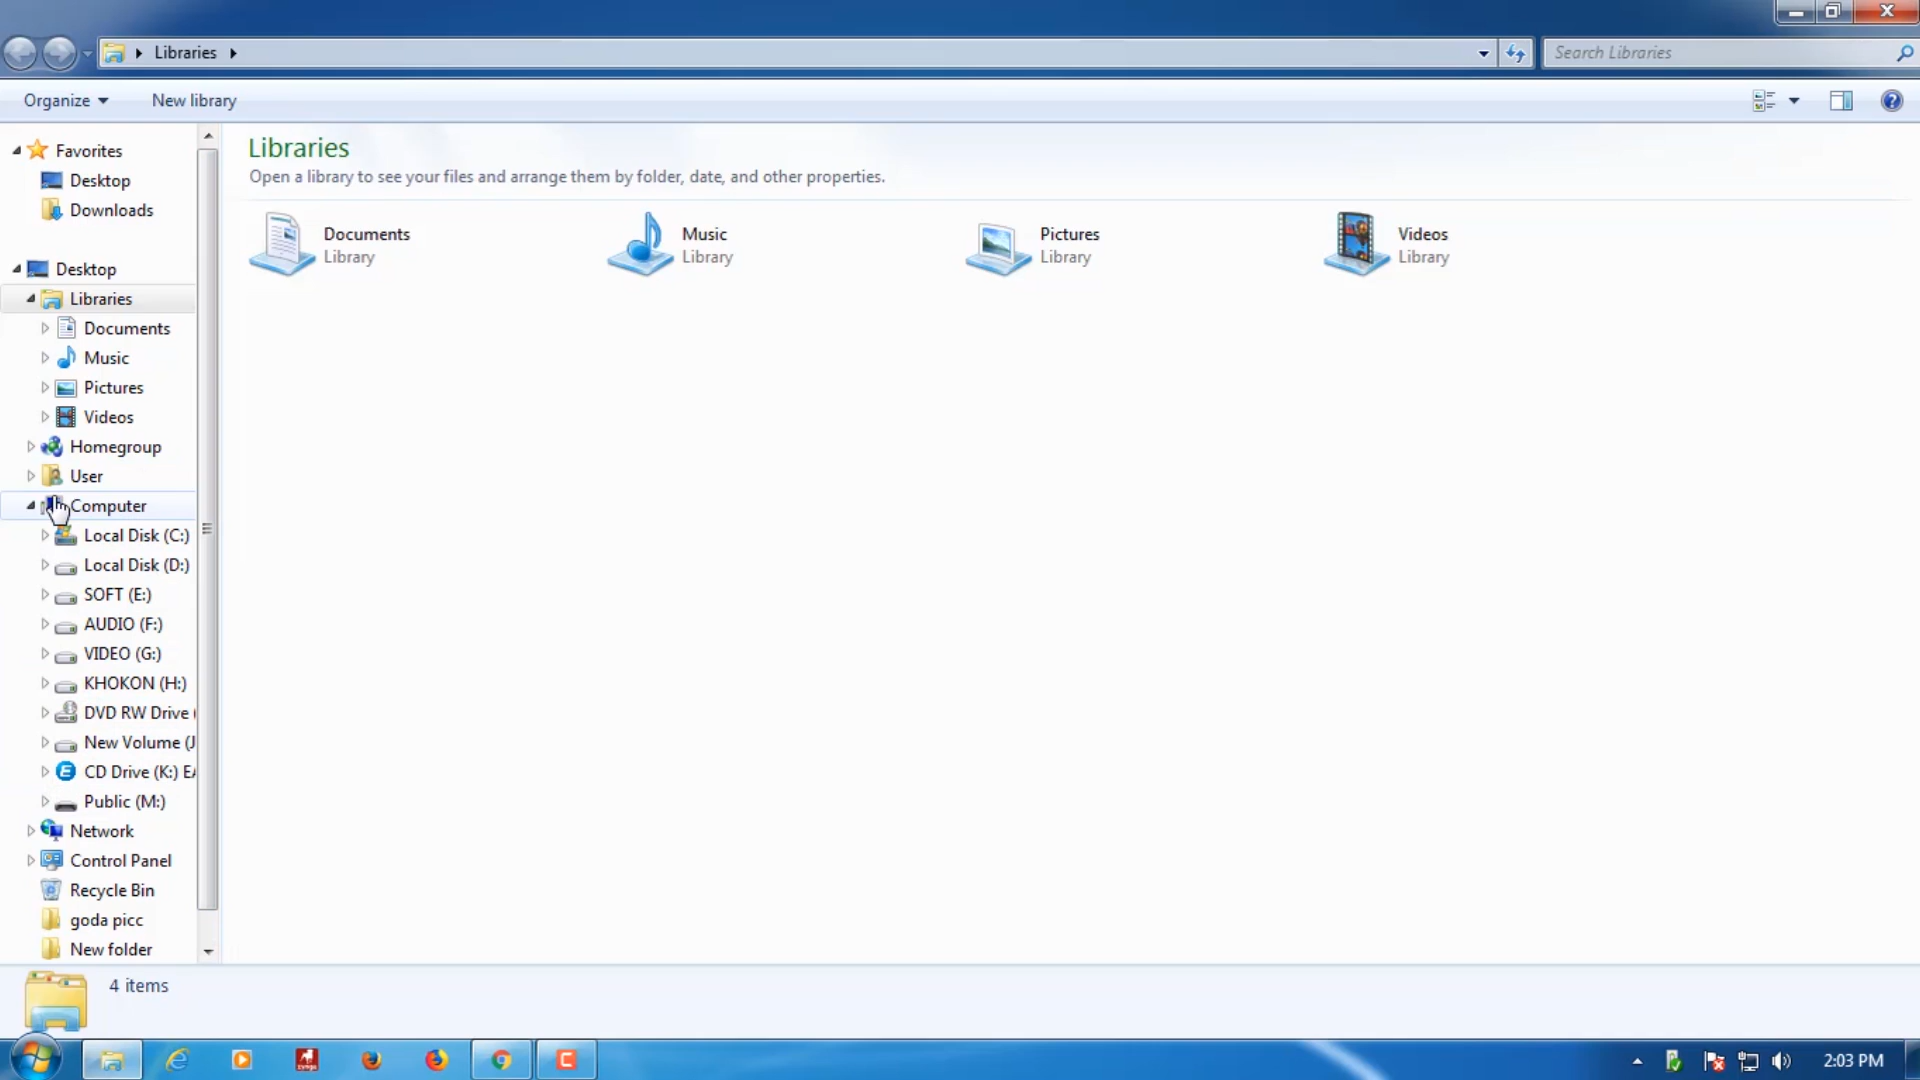 Libraries
Search Libraries
Organize
New library
Favorites
Desktop
Downloads
Desktop
Libraries
Documents
Music
Pictures
Videos
Homegroup
User
Computer
Local Disk (C:)
Local Disk (D:)
SOFT (E:)
AUDIO (F:)
VIDEO (G:)
KHOKON (H:)
DVD RW Drive (
New Volume (J
CD Drive (K:) EA
Public (M:)
Network
Control Panel
Recycle Bin
goda picc
New folder
Libraries
Open a library to see your files and arrange them by folder, date, and other properties.
Documents
Library
Music
Library
Pictures
Library
Videos
Library
4 items
2:03 PM